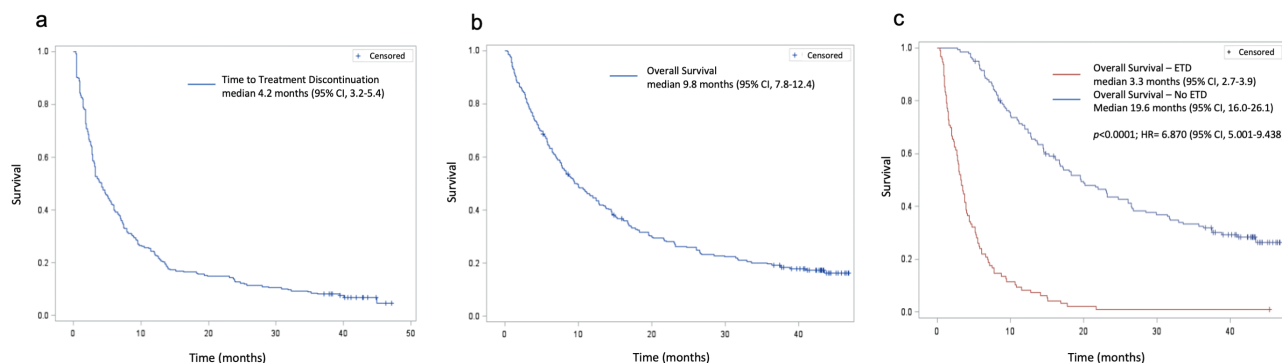 a
+ Censored
1.0
0.8
0.6
0.4
0.2
0.0
Survival
Time to Treatment Discontinuation
median 4.2 months (95% CI, 3.2-5.4)
0 10 20 30 40 50
Time (months)
b
+ Censored
1.0
0.8
0.6
0.4
0.2
0.0
Survival
Overall Survival
median 9.8 months (95% CI, 7.8-12.4)
0 10 20 30 40
Time (months)
c
+ Censored
1.0
0.8
0.6
0.4
0.2
0.0
Survival
Overall Survival – ETD
median 3.3 months (95% CI, 2.7-3.9)
Overall Survival – No ETD
Median 19.6 months (95% CI, 16.0-26.1)
p<0.0001; HR= 6.870 (95% CI, 5.001-9.438
0 10 20 30 40
Time (months)